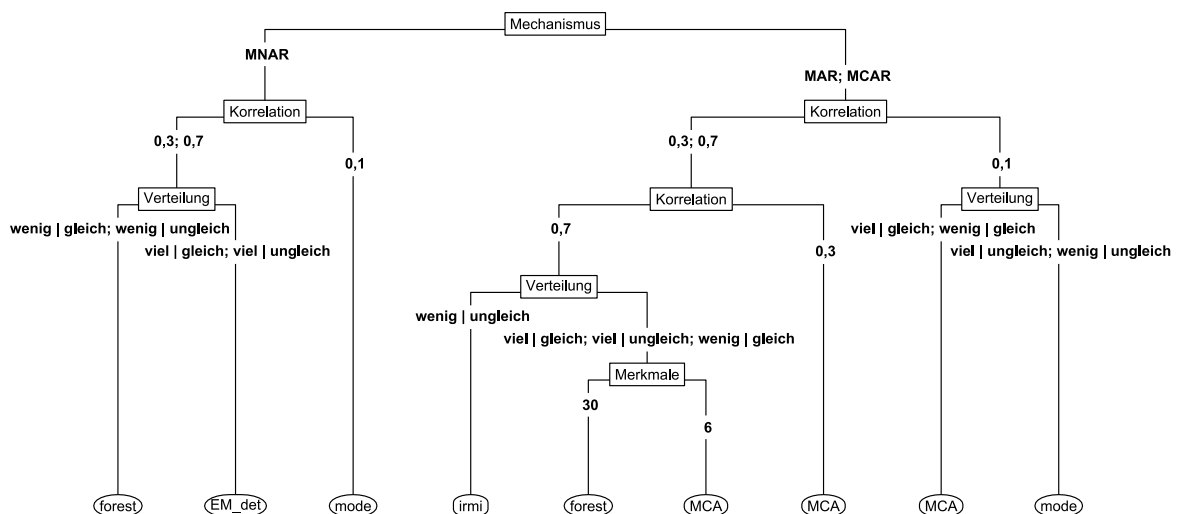 Mechanismus
MNAR
MAR; MCAR
Korrelation
Korrelation
0,3; 0,7
0,1
0,3; 0,7
0,1
Verteilung
Korrelation
Verteilung
wenig | gleich; wenig | ungleich
viel | gleich; viel | ungleich
0,7
0,3
viel | gleich; wenig | gleich
viel | ungleich; wenig | ungleich
Verteilung
wenig | ungleich
viel | gleich; viel | ungleich; wenig | gleich
Merkmale
30
6
forest
EM_det
mode
irmi
forest
MCA
MCA
MCA
mode